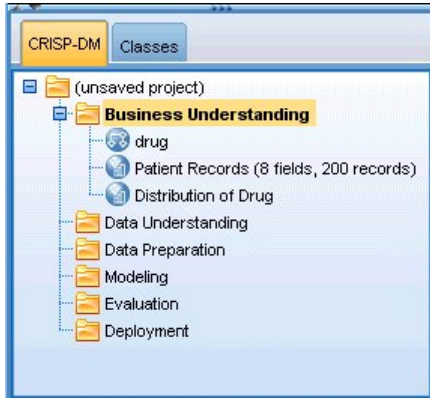 CRISP-DM Classes
(unsaved project)
Business Understanding
drug
Patient Records (8 fields, 200 records)
Distribution of Drug
Data Understanding
Data Preparation
Modeling
Evaluation
Deployment